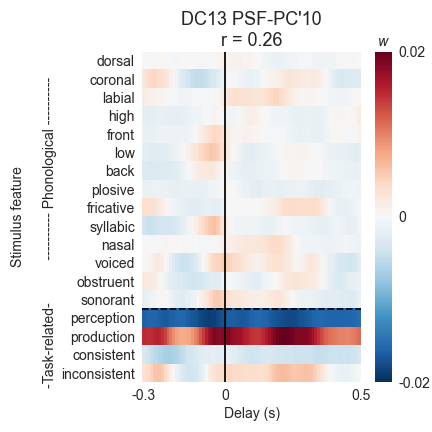 DC13 PSF-PC'10
r = 0.26
w
dorsal
coronal
labial
high
front
low
back
plosive
fricative
syllabic
nasal
voiced
obstruent
sonorant
perception
production
consistent
inconsistent
Stimulus feature
---------- Phonological ----------
-Task-related-
-0.3
0
0.5
Delay (s)
0.02
0
-0.02